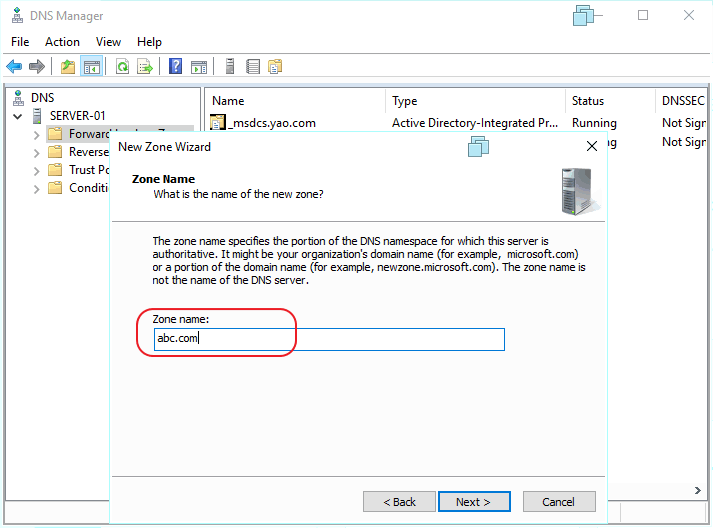 DNS Manager
File Action View Help
DNS
SERVER-01
Forward
Reverse
Trust Po
Conditi
Name Type Status DNSSEC
_msdcs.yao.com Active Directory-Integrated Pr... Running Not Sign
Not Sign
New Zone Wizard
Zone Name
What is the name of the new zone?
The zone name specifies the portion of the DNS namespace for which this server is
authoritative. It might be your organization's domain name (for example, microsoft.com)
or a portion of the domain name (for example, newzone.microsoft.com). The zone name is
not the name of the DNS server.
Zone name:
abc.com
< Back Next > Cancel